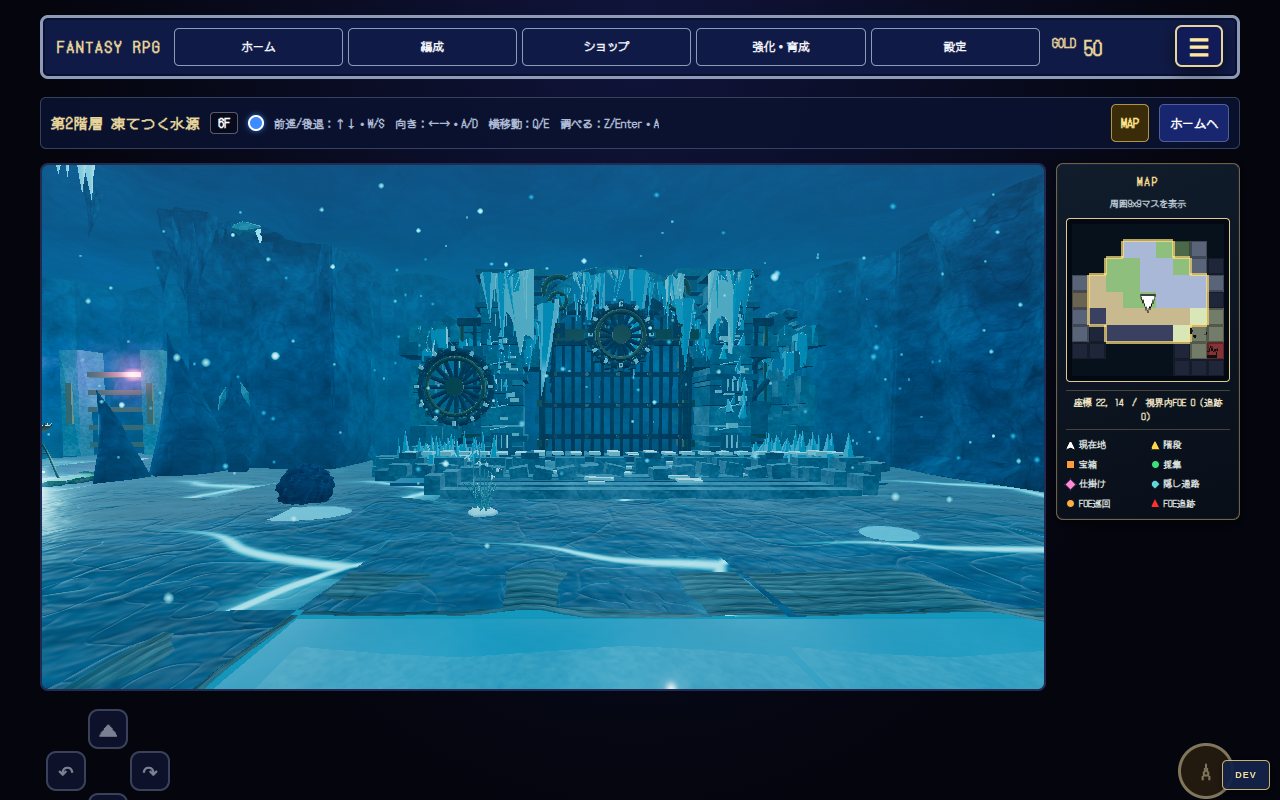 FANTASY RPG ホーム 編成 ショップ 強化・育成 設定 GOLD 50
第2階層 凍てつく水源 6F 前進/後退：↑↓・W/S 向き：←→・A/D 横移動：Q/E 調べる：Z/Enter・A MAP ホームへ
MAP
周囲9x9マスを表示
座標 22, 14 / 視界内FOE 0（追跡
0）
現在地 階段
宝箱 採集
仕掛け 隠し通路
FOE巡回 FOE追跡
A DEV